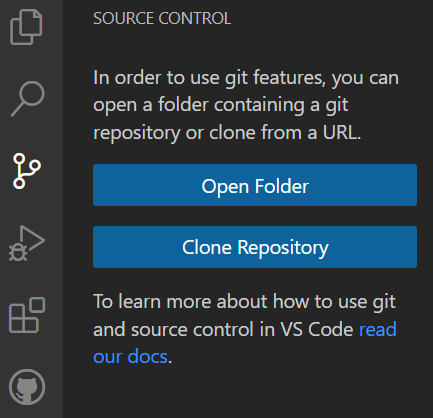 SOURCE CONTROL
In order to use git features, you can
open a folder containing a git
repository or clone from a URL.
Open Folder
Clone Repository
To learn more about how to use git
and source control in VS Code read
our docs.